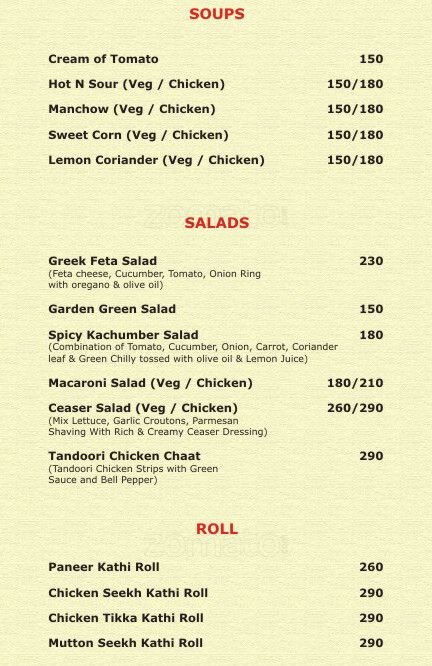 SOUPS
Cream of Tomato 150
Hot N Sour (Veg / Chicken) 150/180
Manchow (Veg / Chicken) 150/180
Sweet Corn (Veg / Chicken) 150/180
Lemon Coriander (Veg / Chicken) 150/180
zomato
SALADS
Greek Feta Salad 230
(Feta cheese, Cucumber, Tomato, Onion Ring
with oregano & olive oil)
Garden Green Salad 150
Spicy Kachumber Salad 180
(Combination of Tomato, Cucumber, Onion, Carrot, Coriander
leaf & Green Chilly tossed with olive oil & Lemon Juice)
Macaroni Salad (Veg / Chicken) 180/210
Ceaser Salad (Veg / Chicken) 260/290
(Mix Lettuce, Garlic Croutons, Parmesan
Shaving With Rich & Creamy Ceaser Dressing)
Tandoori Chicken Chaat 290
(Tandoori Chicken Strips with Green
Sauce and Bell Pepper)
ROLL
zomato
Paneer Kathi Roll 260
Chicken Seekh Kathi Roll 290
Chicken Tikka Kathi Roll 290
Mutton Seekh Kathi Roll 290